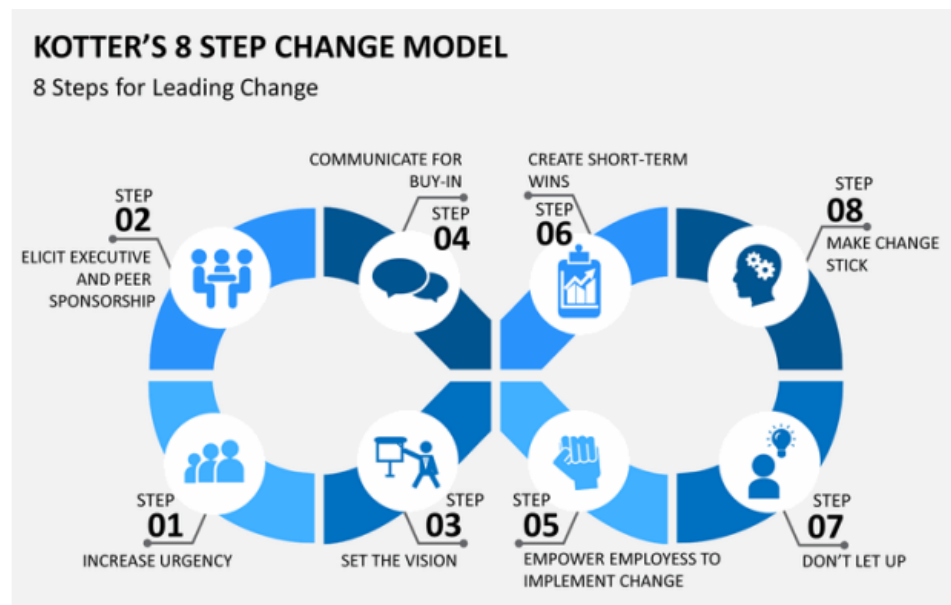 KOTTER'S 8 STEP CHANGE MODEL
8 Steps for Leading Change
STEP
01
INCREASE URGENCY
STEP
02
ELICIT EXECUTIVE
AND PEER
SPONSORSHIP
STEP
03
SET THE VISION
COMMUNICATE FOR
BUY-IN
STEP
04
STEP
05
EMPOWER EMPLOYESS TO
IMPLEMENT CHANGE
CREATE SHORT-TERM
WINS
STEP
06
STEP
07
DON'T LET UP
STEP
08
MAKE CHANGE
STICK